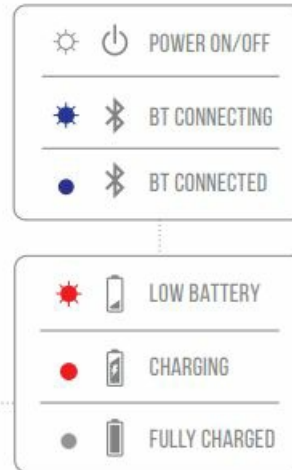 POWER ON/OFF
BT CONNECTING
BT CONNECTED
LOW BATTERY
CHARGING
FULLY CHARGED